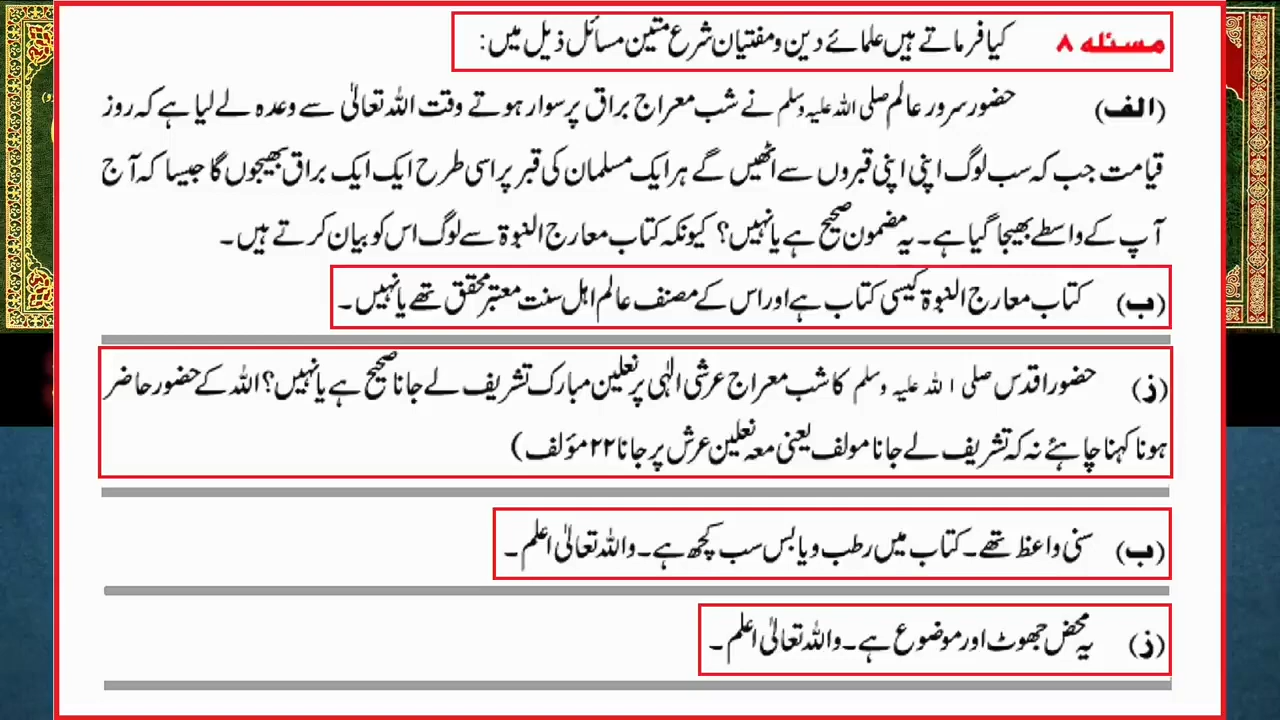 مسئله ۸ کیا فرماتے ہیں علمائے دین و مفتیان شرع متین مسائل ذیل میں:
(الف) حضور سرور عالم صلی اللہ علیہ وسلم نے شب معراج براق پر سوار ہوتے وقت اللہ تعالیٰ سے وعدہ لے لیا ہے کہ روز
قیامت جب کہ سب لوگ اپنی اپنی قبروں سے اٹھیں گے ہر ایک مسلمان کی قبر پر اسی طرح ایک ایک براق بھیجوں گا جیسا کہ آج
آپ کے واسطے بھیجا گیا ہے۔ یہ مضمون صحیح ہے یا نہیں؟ کیونکہ کتاب معارج النبوۃ سے لوگ اس کو بیان کرتے ہیں۔
(ب) کتاب معارج النبوۃ کیسی کتاب ہے اور اس کے مصنف عالم اہل سنت معتبر محقق تھے یا نہیں۔
(ز) حضور اقدس صلی اللہ علیہ وسلم کا شب معراج عرش الٰہی پر نعلین مبارک تشریف لے جانا صحیح ہے یا نہیں؟ اللہ کے حضور حاضر
ہونا کہنا چاہئے نہ کہ تشریف لے جانا مولف یعنی معہ نعلین عرش پر جانا ۲۲ مؤلف)
(ب) سنی واعظ تھے۔ کتاب میں رطب و یابس سب کچھ ہے۔ واللہ تعالیٰ اعلم۔
(ز) یہ محض جھوٹ اور موضوع ہے۔ واللہ تعالیٰ اعلم۔